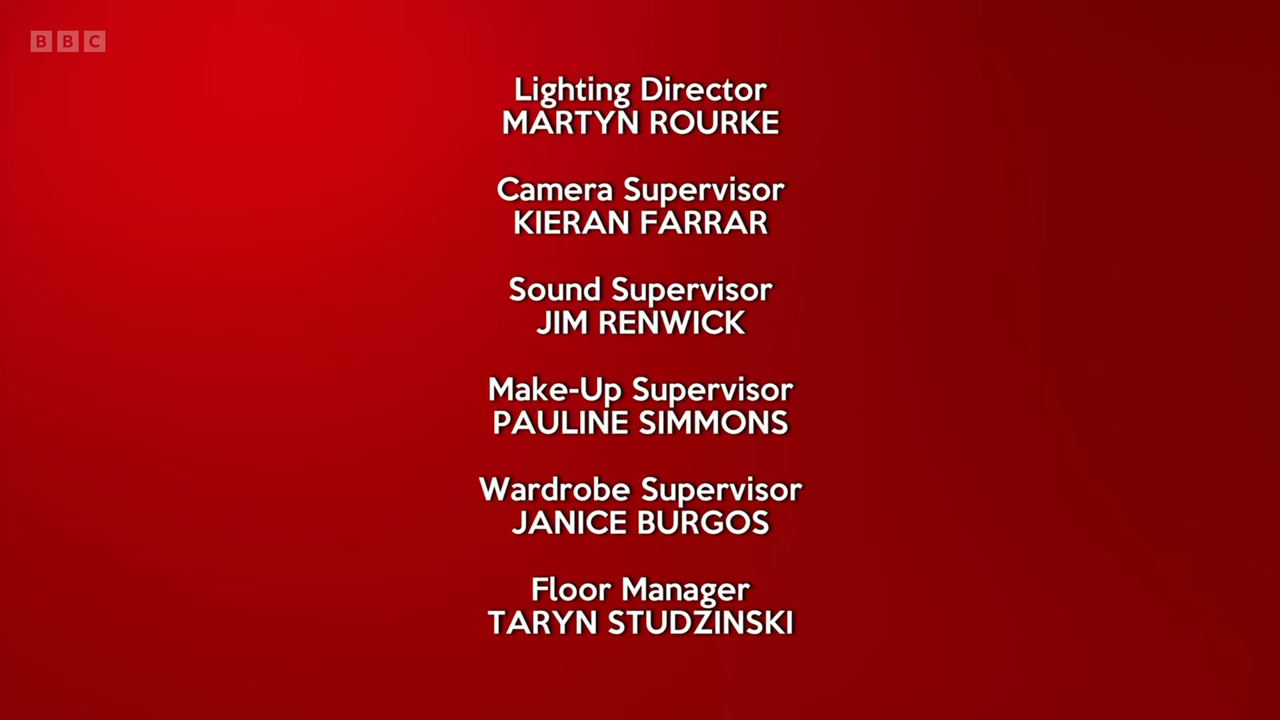 BBC
Lighting Director
MARTYN ROURKE
Camera Supervisor
KIERAN FARRAR
Sound Supervisor
JIM RENWICK
Make-Up Supervisor
PAULINE SIMMONS
Wardrobe Supervisor
JANICE BURGOS
Floor Manager
TARYN STUDZINSKI